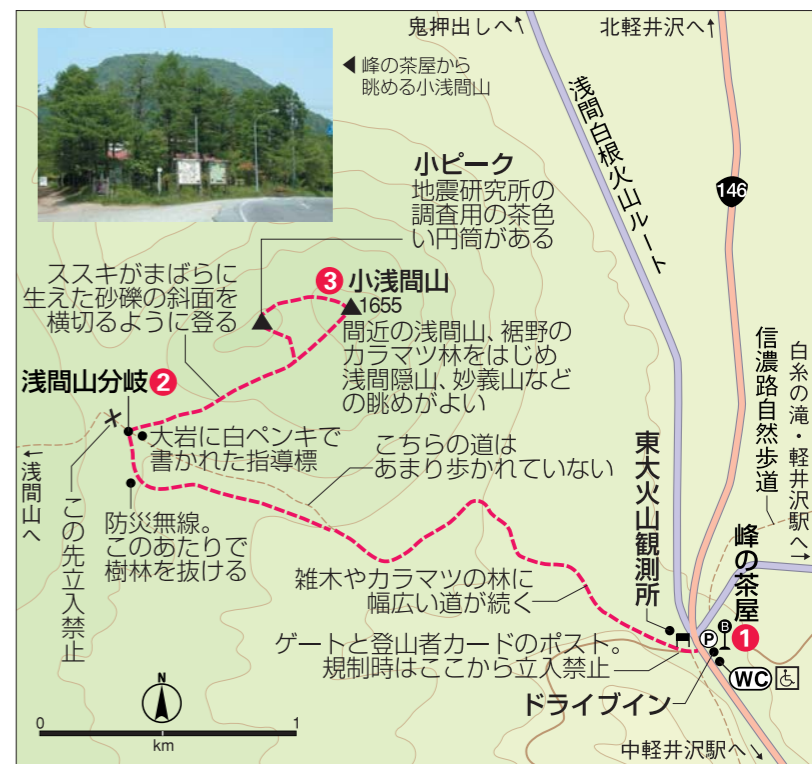 鬼押出しへ
北軽井沢へ
峰の茶屋から
眺める小浅間山
浅間白根火山ルート
146
小ピーク
地震研究所の
調査用の茶色
い円筒がある
ススキがまばらに
生えた砂礫の斜面を
横切るように登る
3 小浅間山
1655
間近の浅間山、裾野の
カラマツ林をはじめ
浅間隠山、妙義山など
の眺めがよい
浅間山分岐 2
大岩に白ペンキで
書かれた指導標
こちらの道は
あまり歩かれていない
←浅間山へ
この先立入禁止
防災無線。
このあたりで
樹林を抜ける
雑木やカラマツの林に
幅広い道が続く
東大火山観測所
信濃路自然歩道
白糸の滝・軽井沢駅へ→
峰の茶屋 1
B
P
WC
ゲートと登山者カードのポスト。
規制時はここから立入禁止
ドライブイン
中軽井沢駅へ
N
0 1
km